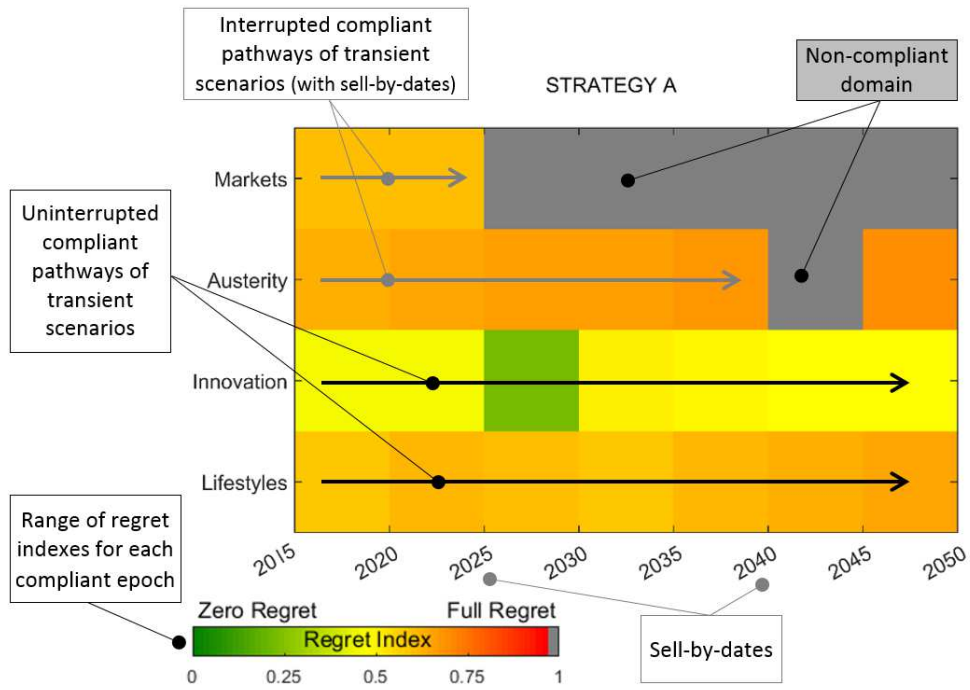 Interrupted compliant
pathways of transient
scenarios (with sell-by-dates)
STRATEGY A
Non-compliant
domain
Uninterrupted
compliant
pathways of
transient
scenarios
Markets
Austerity
Innovation
Lifestyles
2015
2020
2025
2030
2035
2040
2045
2050
Range of regret
indexes for each
compliant epoch
Zero Regret
Full Regret
Regret Index
0
0.25
0.5
0.75
1
Sell-by-dates